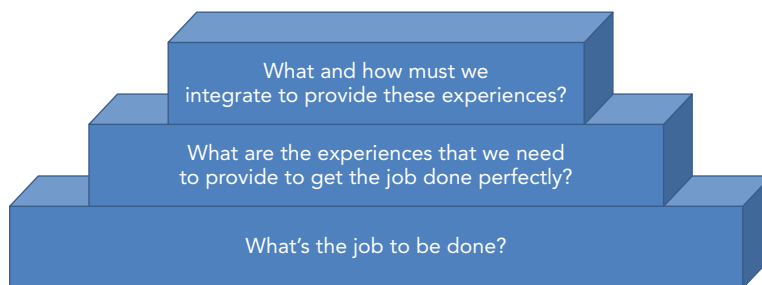 What and how must we
integrate to provide these experiences?
What are the experiences that we need
to provide to get the job done perfectly?
What’s the job to be done?